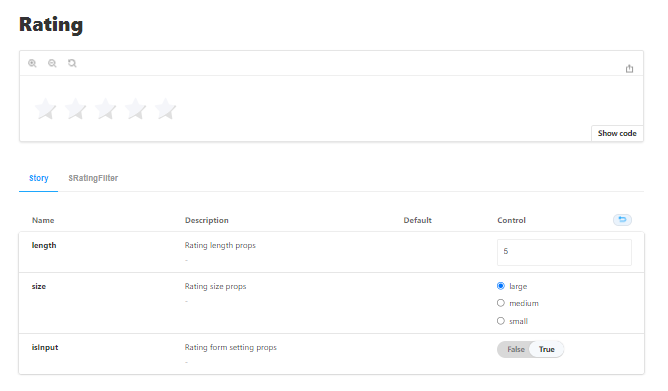 Rating
Show code
Story SRatingFilter
Name Description Default Control
length Rating length props 5
-
size Rating size props large
- medium
small
isInput Rating form setting props False True
-